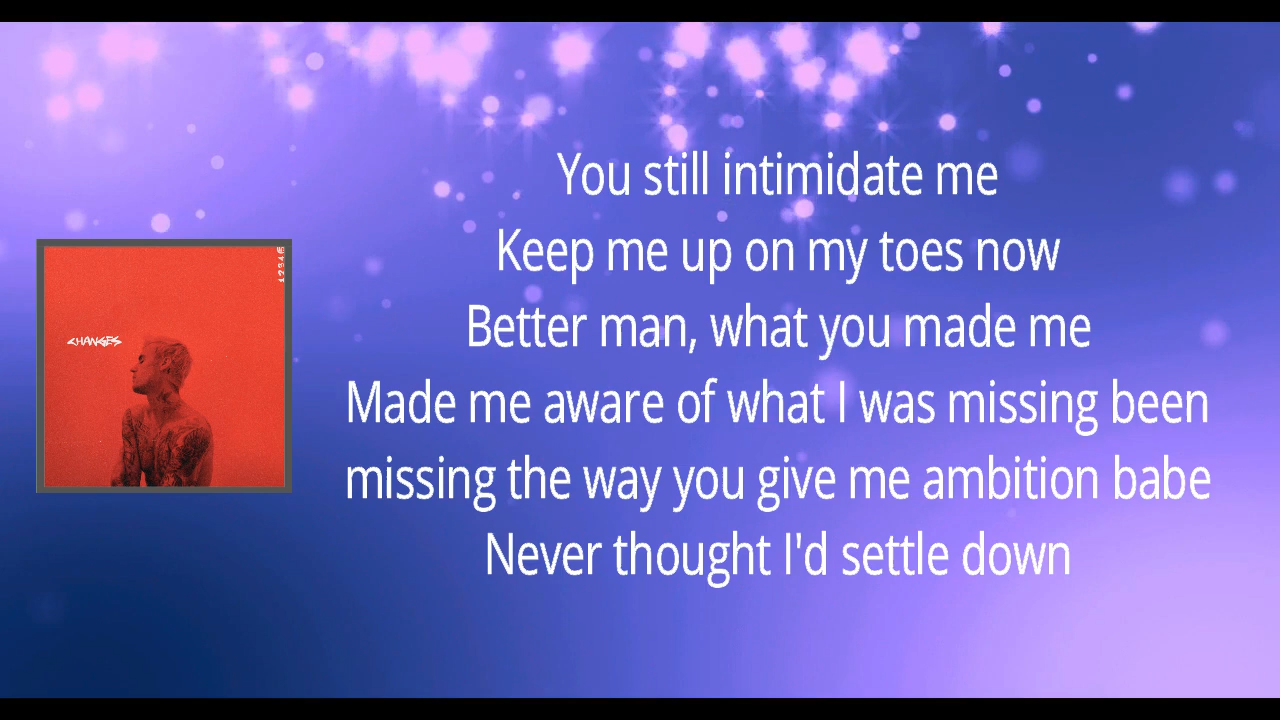 12345
CHANGES
You still intimidate me
Keep me up on my toes now
Better man, what you made me
Made me aware of what I was missing been
missing the way you give me ambition babe
Never thought I'd settle down